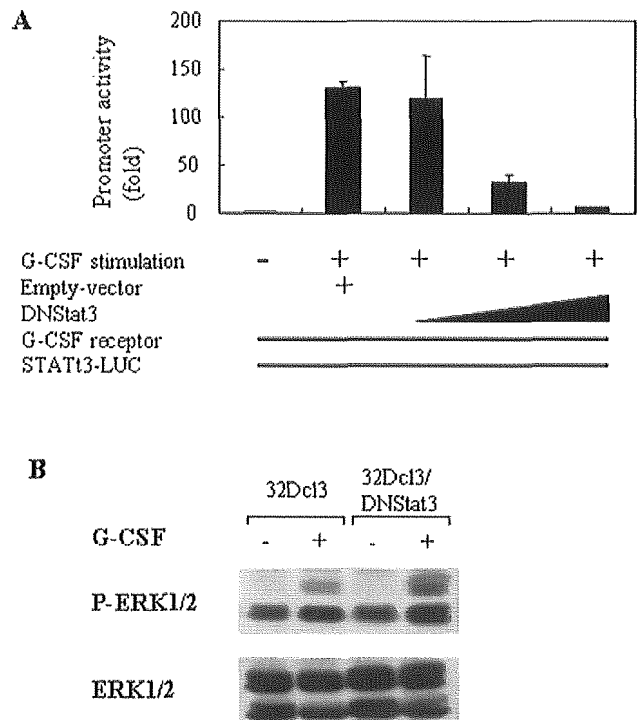 A
Promoter activity
(fold)
200
150
100
50
0
G-CSF stimulation - + + + +
Empty-vector +
DNStat3
G-CSF receptor
STATt3-LUC
B
32Dcl3 32Dcl3/
DNStat3
G-CSF - + - +
P-ERK1/2
ERK1/2